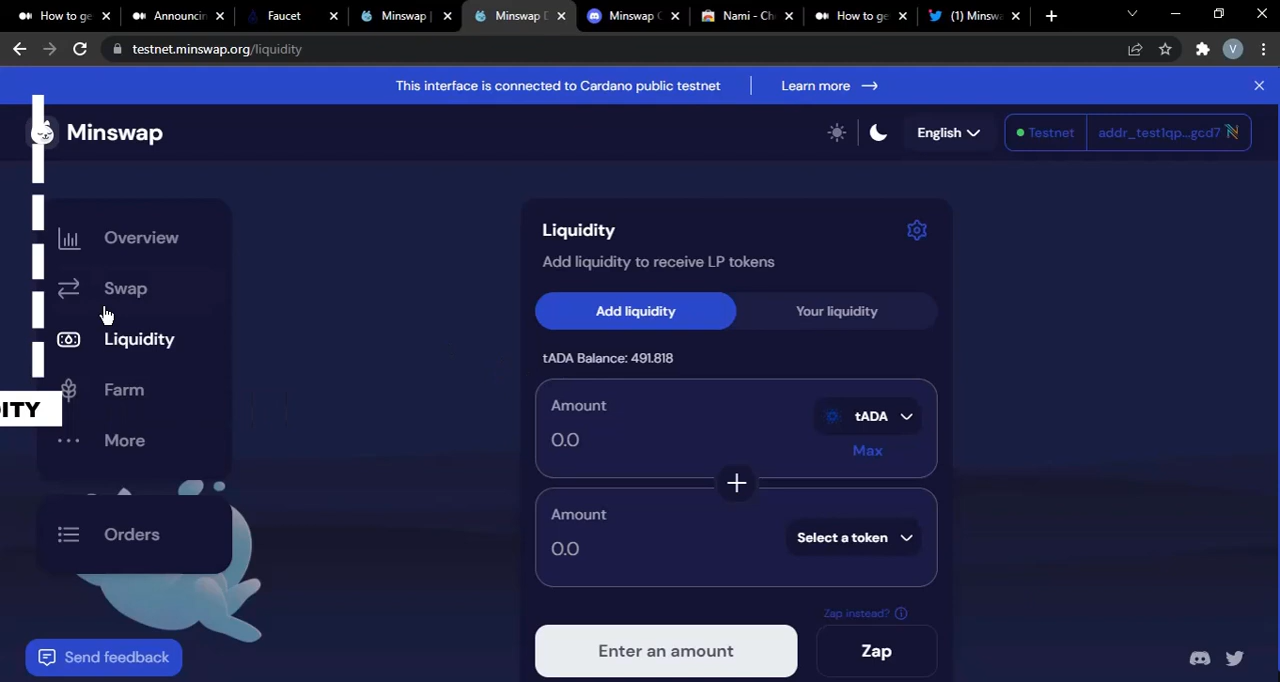 How to ge
Announcin
Faucet
Minswap |
Minswap D
Minswap C
Nami - Ch
How to ge
(1) Minsw
testnet.minswap.org/liquidity
This interface is connected to Cardano public testnet
Learn more →
Minswap
English
Testnet
addr_test1qp...gcd7
Overview
Swap
Liquidity
Farm
More
Orders
DITY
Send feedback
Liquidity
Add liquidity to receive LP tokens
Add liquidity
Your liquidity
tADA Balance: 491.818
Amount
0.0
tADA
Max
Amount
0.0
Select a token
Zap instead?
Enter an amount
Zap
V